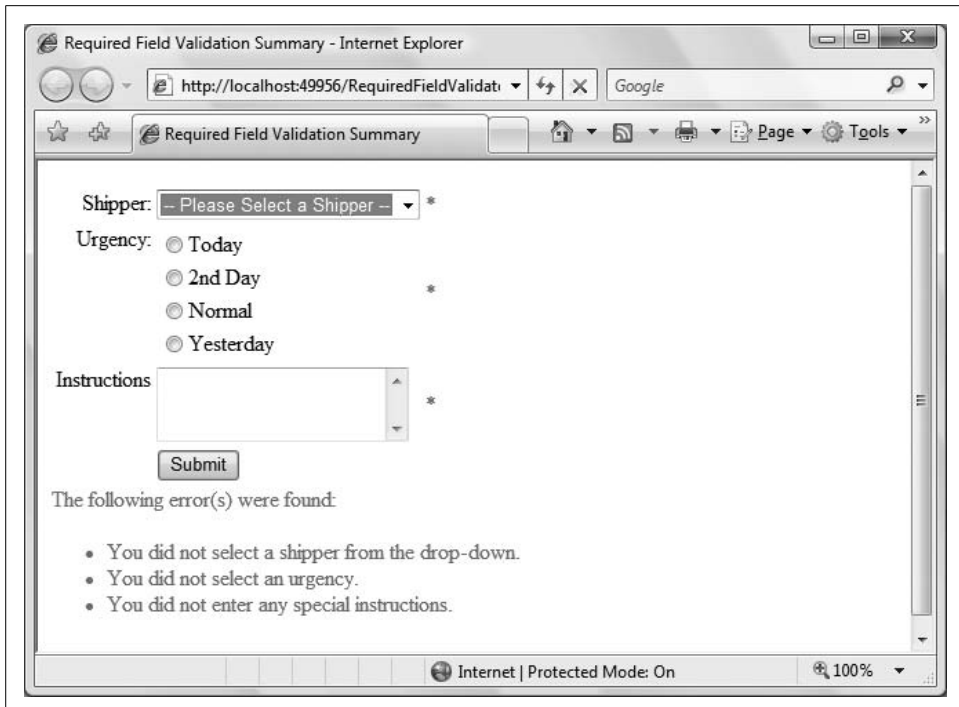 Required Field Validation Summary - Internet Explorer
http://localhost:49956/RequiredFieldValidat
Google
Required Field Validation Summary
Page
Tools
»
Shipper: -- Please Select a Shipper -- *
Urgency: Today
2nd Day
*
Normal
Yesterday
Instructions
*
Submit
The following error(s) were found:
• You did not select a shipper from the drop-down.
• You did not select an urgency.
• You did not enter any special instructions.
Internet | Protected Mode: On
100%